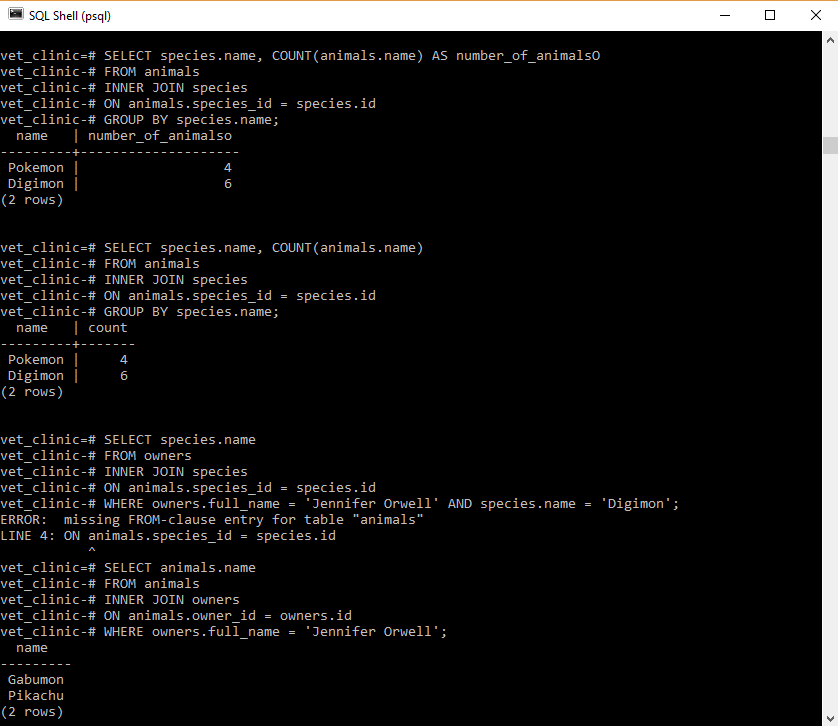 SQL Shell (psql)
vet_clinic=# SELECT species.name, COUNT(animals.name) AS number_of_animalsO
vet_clinic-# FROM animals
vet_clinic-# INNER JOIN species
vet_clinic-# ON animals.species_id = species.id
vet_clinic-# GROUP BY species.name;
  name   | number_of_animalso
---------+--------------------
 Pokemon |                  4
 Digimon |                  6
(2 rows)
vet_clinic=# SELECT species.name, COUNT(animals.name)
vet_clinic-# FROM animals
vet_clinic-# INNER JOIN species
vet_clinic-# ON animals.species_id = species.id
vet_clinic-# GROUP BY species.name;
  name   | count
---------+-------
 Pokemon |     4
 Digimon |     6
(2 rows)
vet_clinic=# SELECT species.name
vet_clinic-# FROM owners
vet_clinic-# INNER JOIN species
vet_clinic-# ON animals.species_id = species.id
vet_clinic-# WHERE owners.full_name = 'Jennifer Orwell' AND species.name = 'Digimon';
ERROR:  missing FROM-clause entry for table "animals"
LINE 4: ON animals.species_id = species.id
           ^
vet_clinic=# SELECT animals.name
vet_clinic-# FROM animals
vet_clinic-# INNER JOIN owners
vet_clinic-# ON animals.owner_id = owners.id
vet_clinic-# WHERE owners.full_name = 'Jennifer Orwell';
  name
---------
 Gabumon
 Pikachu
(2 rows)